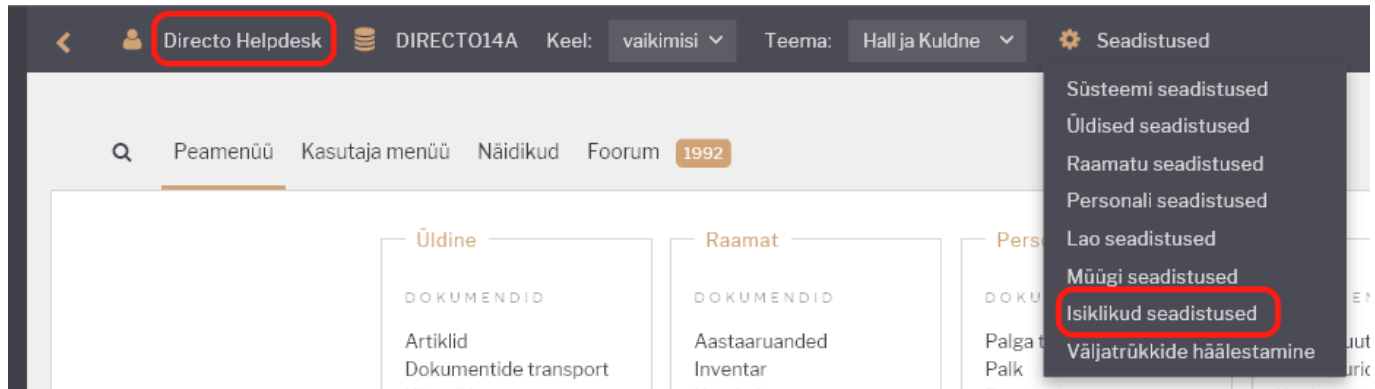 Directo Helpdesk DIRECTO14A Keel: vaikimisi Teema: Hall ja Kuldne Seadistused
Süsteemi seadistused
Üldised seadistused
Raamatu seadistused
Personali seadistused
Lao seadistused
Müügi seadistused
Isiklikud seadistused
Väljatrükkide häälestamine
Peamenüü Kasutaja menüü Näidikud Foorum 1992
Üldine
DOKUMENDID
Artiklid
Dokumentide transport
Raamat
DOKUMENDID
Aastaaruanded
Inventar
Palk